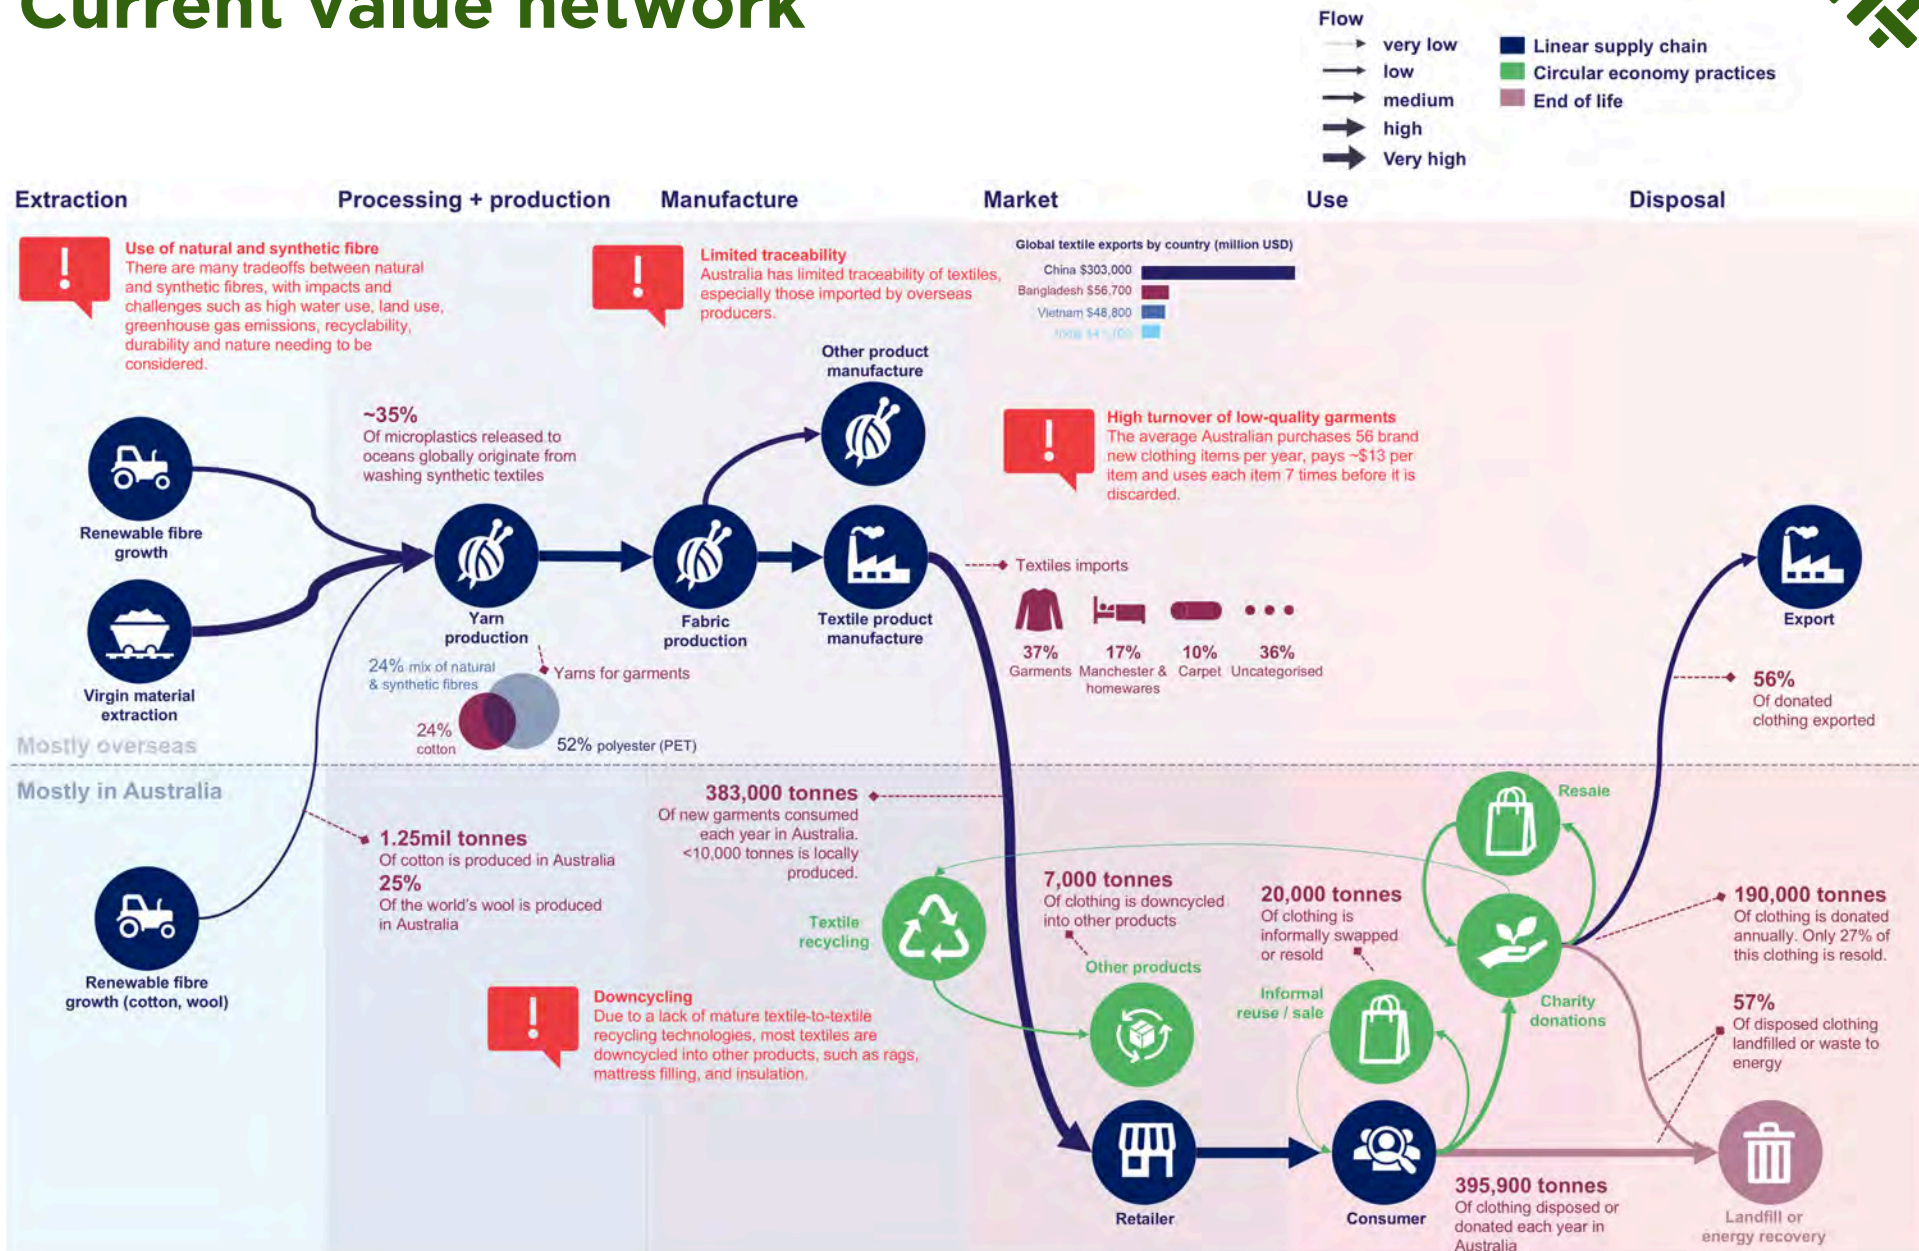 Current value network
Flow
very low
low
medium
high
Very high
Linear supply chain
Circular economy practices
End of life
Extraction
Processing + production
Manufacture
Market
Use
Disposal
Use of natural and synthetic fibre
There are many tradeoffs between natural
and synthetic fibres, with impacts and
challenges such as high water use, land use,
greenhouse gas emissions, recyclability,
durability and nature needing to be
considered.
Limited traceability
Australia has limited traceability of textiles,
especially those imported by overseas
producers.
Global textile exports by country (million USD)
China $303,000
Bangladesh $56,700
Vietnam $48,800
Other product
manufacture
~35%
Of microplastics released to
oceans globally originate from
washing synthetic textiles
High turnover of low-quality garments
The average Australian purchases 56 brand
new clothing items per year, pays ~$13 per
item and uses each item 7 times before it is
discarded.
Renewable fibre
growth
Virgin material
extraction
Yarn
production
Fabric
production
Textile product
manufacture
Textiles imports
37%
Garments
17%
Manchester &
homewares
10%
Carpet
36%
Uncategorised
Export
24% mix of natural
& synthetic fibres
Yarns for garments
24%
cotton
52% polyester (PET)
56%
Of donated
clothing exported
Mostly overseas
Mostly in Australia
1.25mil tonnes
Of cotton is produced in Australia
25%
Of the world's wool is produced
in Australia
383,000 tonnes
Of new garments consumed
each year in Australia.
<10,000 tonnes is locally
produced.
Resale
Textile
recycling
7,000 tonnes
Of clothing is downcycled
into other products
Other products
20,000 tonnes
Of clothing is
informally swapped
or resold
Informal
reuse / sale
Charity
donations
190,000 tonnes
Of clothing is donated
annually. Only 27% of
this clothing is resold.
57%
Of disposed clothing
landfilled or waste to
energy
Renewable fibre
growth (cotton, wool)
Downcycling
Due to a lack of mature textile-to-textile
recycling technologies, most textiles are
downcycled into other products, such as rags,
mattress filling, and insulation.
Retailer
Consumer
395,900 tonnes
Of clothing disposed or
donated each year in
Australia
Landfill or
energy recovery